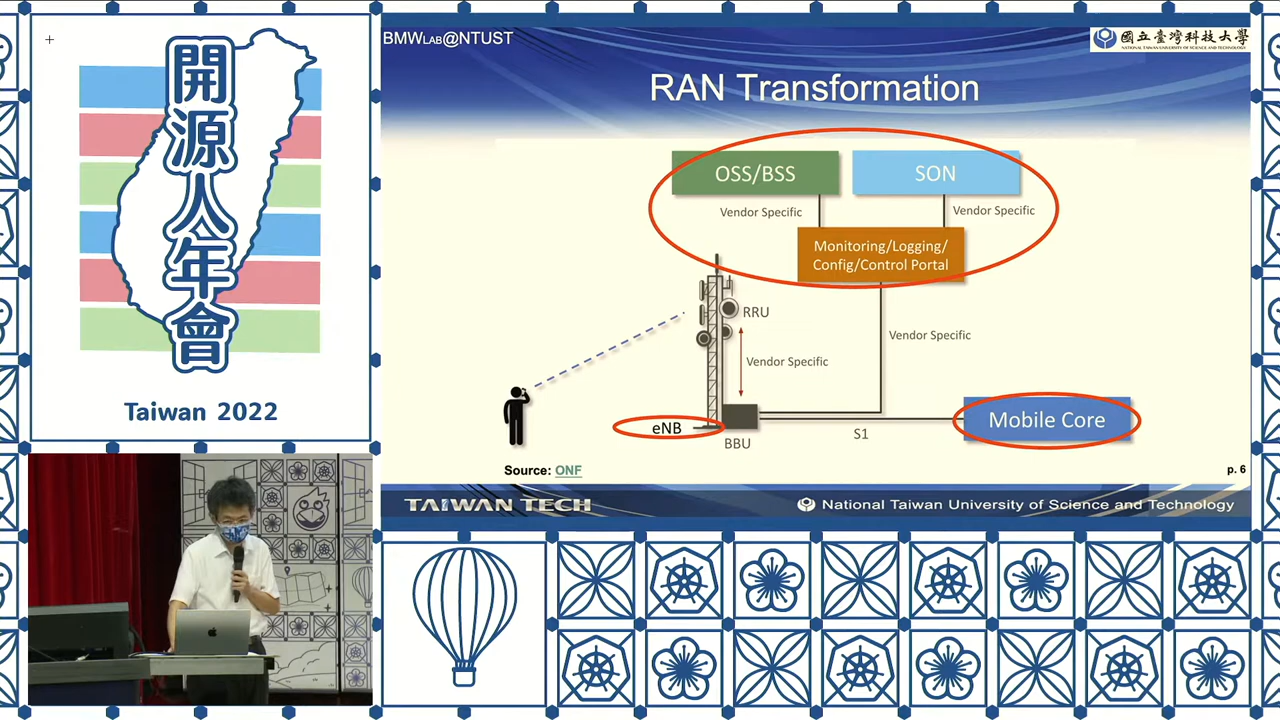 開源人年會
Taiwan 2022
BMWLAB@NTUST
國立臺灣科技大學
NATIONAL TAIWAN UNIVERSITY OF SCIENCE AND TECHNOLOGY
RAN Transformation
OSS/BSS
SON
Vendor Specific
Vendor Specific
Monitoring/Logging/
Config/Control Portal
RRU
Vendor Specific
Vendor Specific
eNB
BBU
S1
Mobile Core
Source: ONF
p. 6
TAIWAN TECH
National Taiwan University of Science and Technology